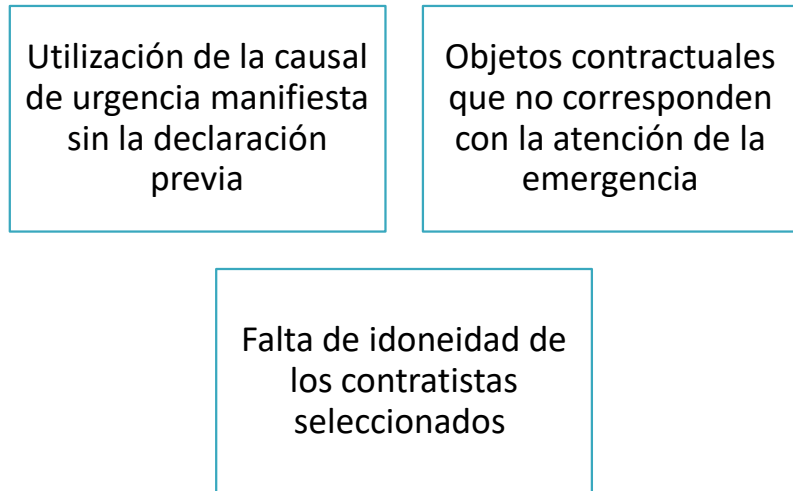 Utilización de la causal
de urgencia manifiesta
sin la declaración
previa
Objetos contractuales
que no corresponden
con la atención de la
emergencia
Falta de idoneidad de
los contratistas
seleccionados